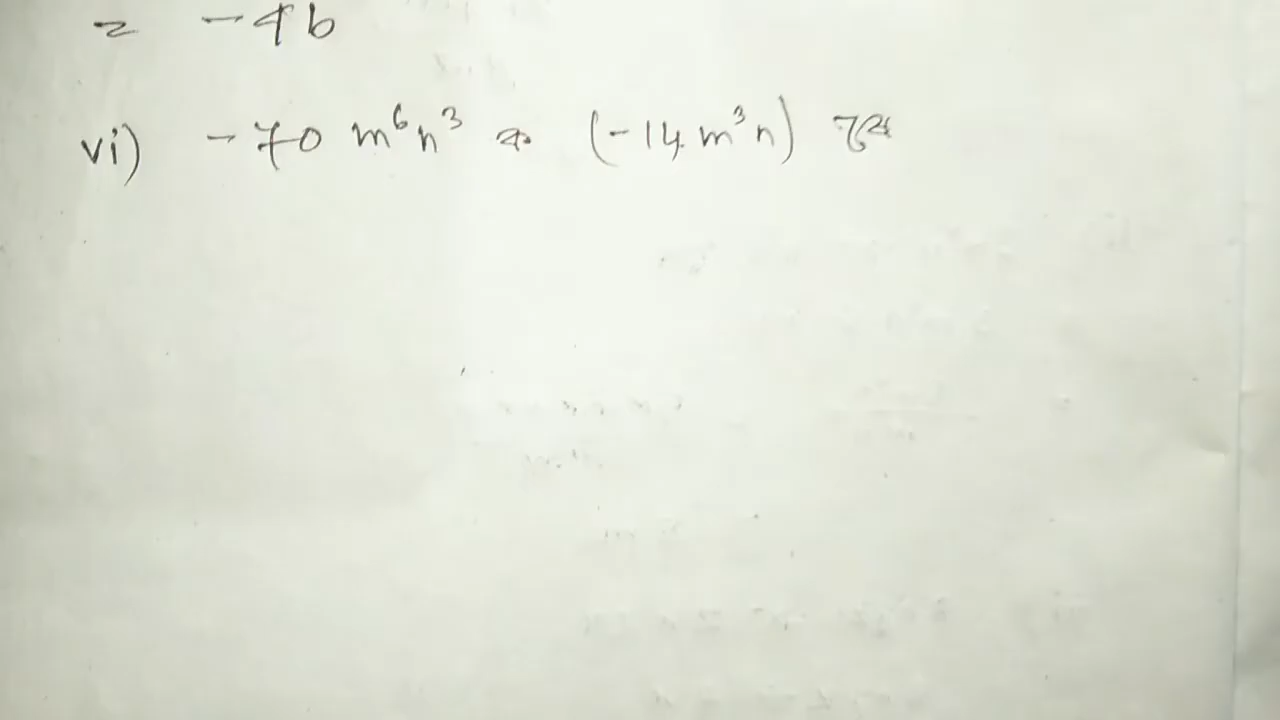 = -4b
vi) -70 m⁶n³ ক (-14 m³n) ৰে